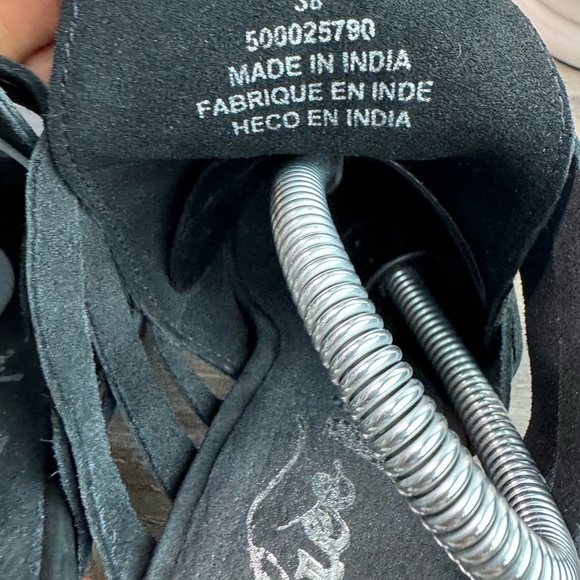 38
500025790
MADE IN INDIA
FABRIQUE EN INDE
HECO EN INDIA